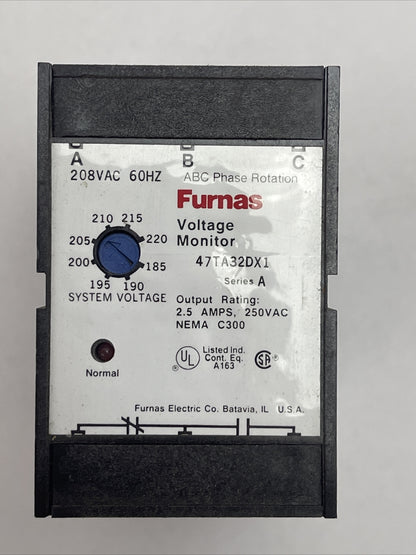 A B C
208VAC 60HZ ABC Phase Rotation
Furnas
Voltage
Monitor
47TA32DX1
Series A
210 215
205 220
200 185
195 190
SYSTEM VOLTAGE
Output Rating:
2.5 AMPS, 250VAC
NEMA C300
Normal
UL Listed Ind.
Cont. Eq.
A163
SA
Furnas Electric Co. Batavia, IL U.S.A.